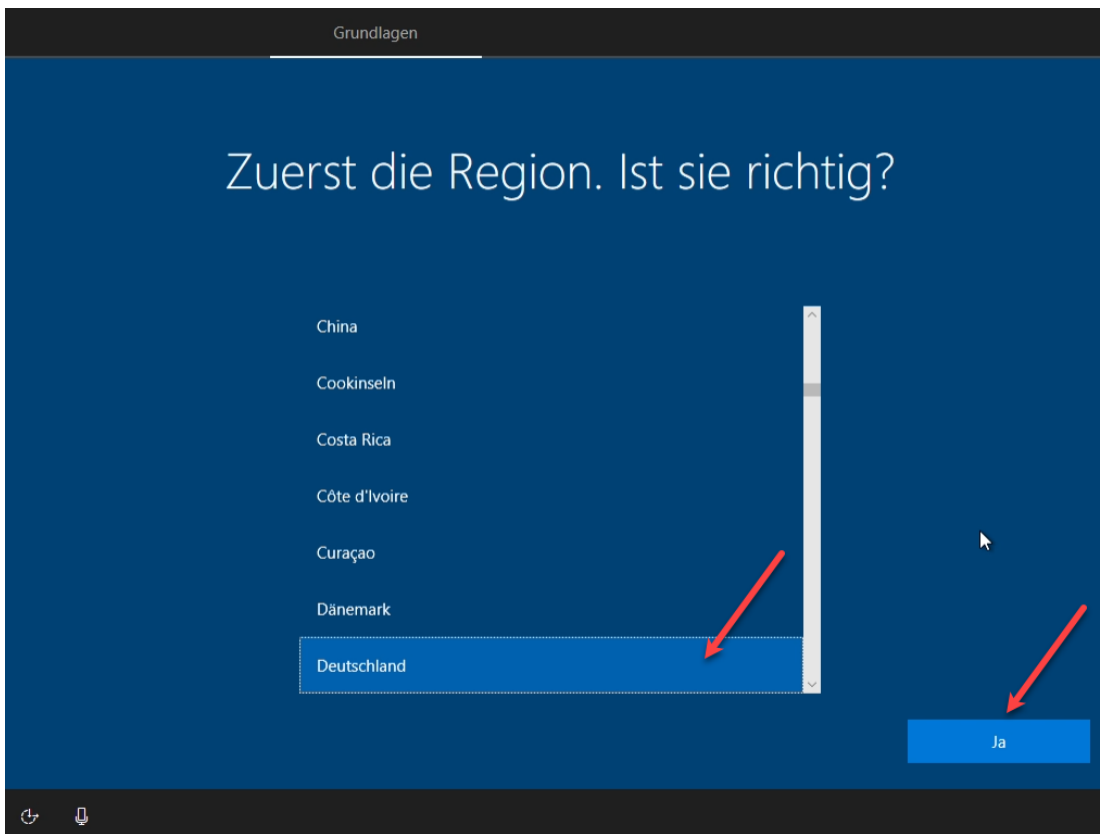 Grundlagen
Zuerst die Region. Ist sie richtig?
China
Cookinseln
Costa Rica
Côte d'Ivoire
Curaçao
Dänemark
Deutschland
Ja